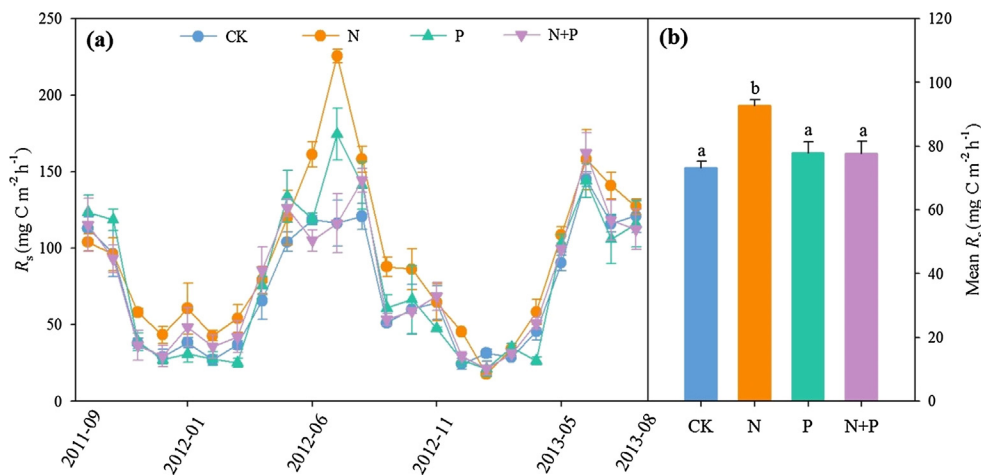 (a)
CK N P N+P
250
200
150
100
50
0
Rs (mg C m-2 h-1)
2011-09 2012-01 2012-06 2012-11 2013-05 2013-08
(b)
a b a a
CK N P N+P
120
100
80
60
40
20
0
Mean Rs (mg C m-2 h-1)